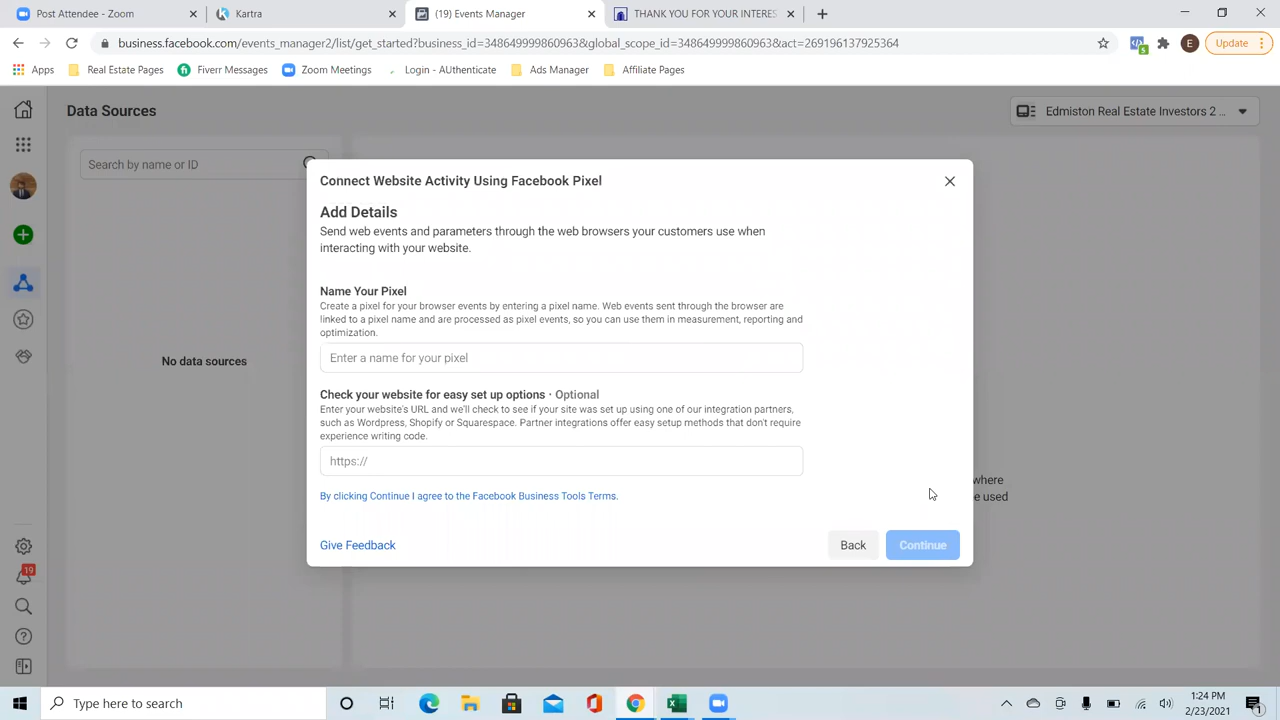 Post Attendee - Zoom
Kartra
(19) Events Manager
THANK YOU FOR YOUR INTERES
business.facebook.com/events_manager2/list/get_started?business_id=348649999860963&global_scope_id=348649999860963&act=269196137925364
E
Update
5
Apps
Real Estate Pages
Fiverr Messages
Zoom Meetings
Login - AUthenticate
Ads Manager
Affiliate Pages
Data Sources
Edmiston Real Estate Investors 2 ...
Search by name or ID
Connect Website Activity Using Facebook Pixel
Add Details
Send web events and parameters through the web browsers your customers use when
interacting with your website.
Name Your Pixel
Create a pixel for your browser events by entering a pixel name. Web events sent through the browser are
linked to a pixel name and are processed as pixel events, so you can use them in measurement, reporting and
optimization.
No data sources
Enter a name for your pixel
Check your website for easy set up options · Optional
Enter your website's URL and we'll check to see if your site was set up using one of our integration partners,
such as Wordpress, Shopify or Squarespace. Partner integrations offer easy setup methods that don't require
experience writing code.
https://
where
e used
By clicking Continue I agree to the Facebook Business Tools Terms.
Give Feedback
Back
Continue
19
Type here to search
1:24 PM
2/23/2021
1